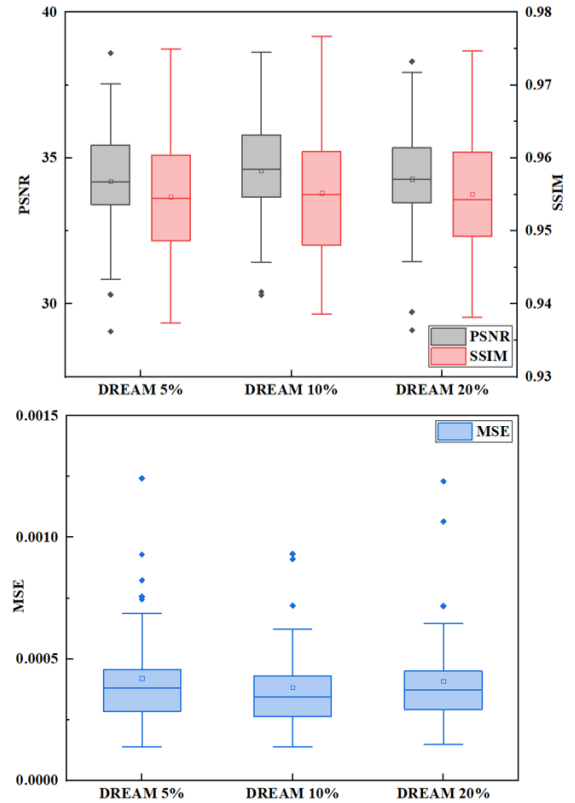 40
35
30
PSNR
0.98
0.97
0.96
0.95
0.94
0.93
SSIM
PSNR
SSIM
DREAM 5% DREAM 10% DREAM 20%
0.0015
0.0010
0.0005
0.0000
MSE
MSE
DREAM 5% DREAM 10% DREAM 20%